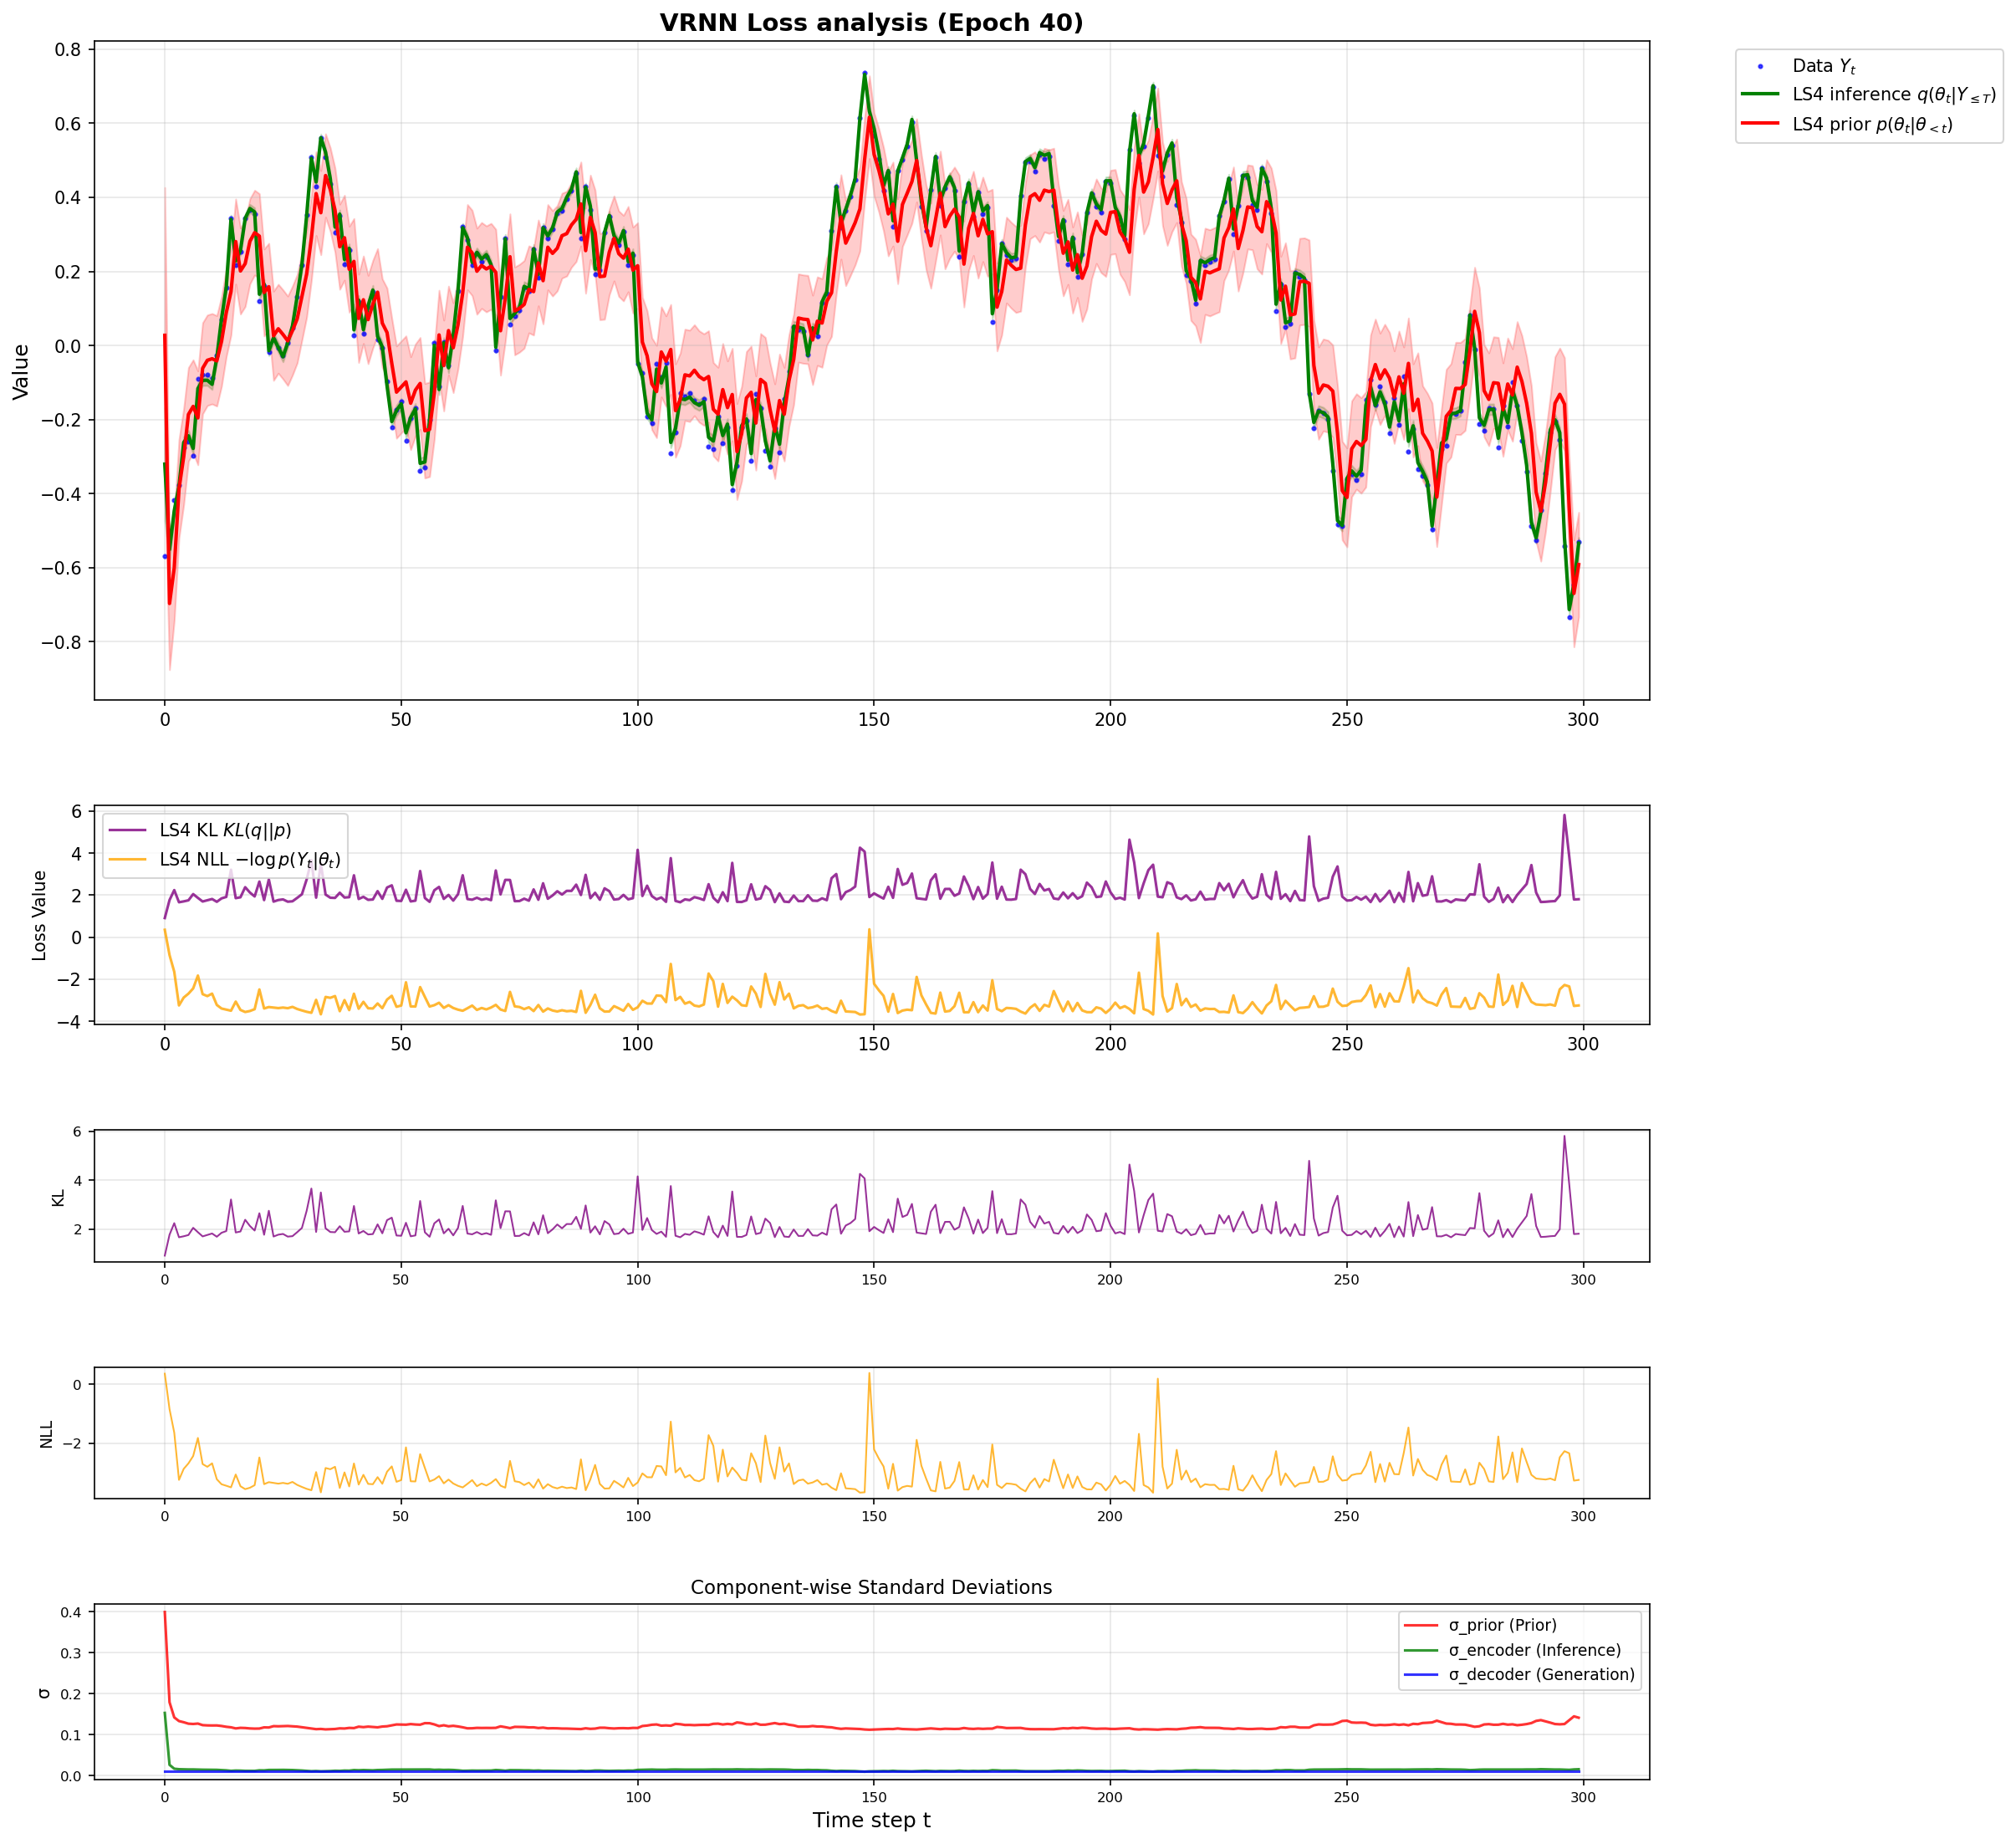 VRNN Loss analysis (Epoch 40)
Value
0.8
0.6
0.4
0.2
0.0
−0.2
−0.4
−0.6
−0.8
0 50 100 150 200 250 300
Data Y_t
LS4 inference q(θ_t|Y_{≤T})
LS4 prior p(θ_t|θ_{<t})
Loss Value
6
4
2
0
−2
−4
LS4 KL KL(q||p)
LS4 NLL −log p(Y_t|θ_t)
0 50 100 150 200 250 300
KL
6
4
2
0 50 100 150 200 250 300
NLL
0
−2
0 50 100 150 200 250 300
Component-wise Standard Deviations
σ
0.4
0.3
0.2
0.1
0.0
σ_prior (Prior)
σ_encoder (Inference)
σ_decoder (Generation)
0 50 100 150 200 250 300
Time step t